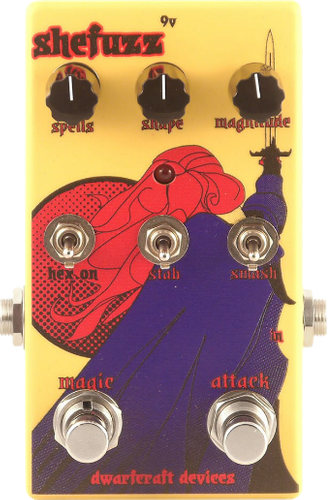 shefuzz 9v
spells shape magnitude
hex on stab smash
in
magic attack
dwarfcraft devices